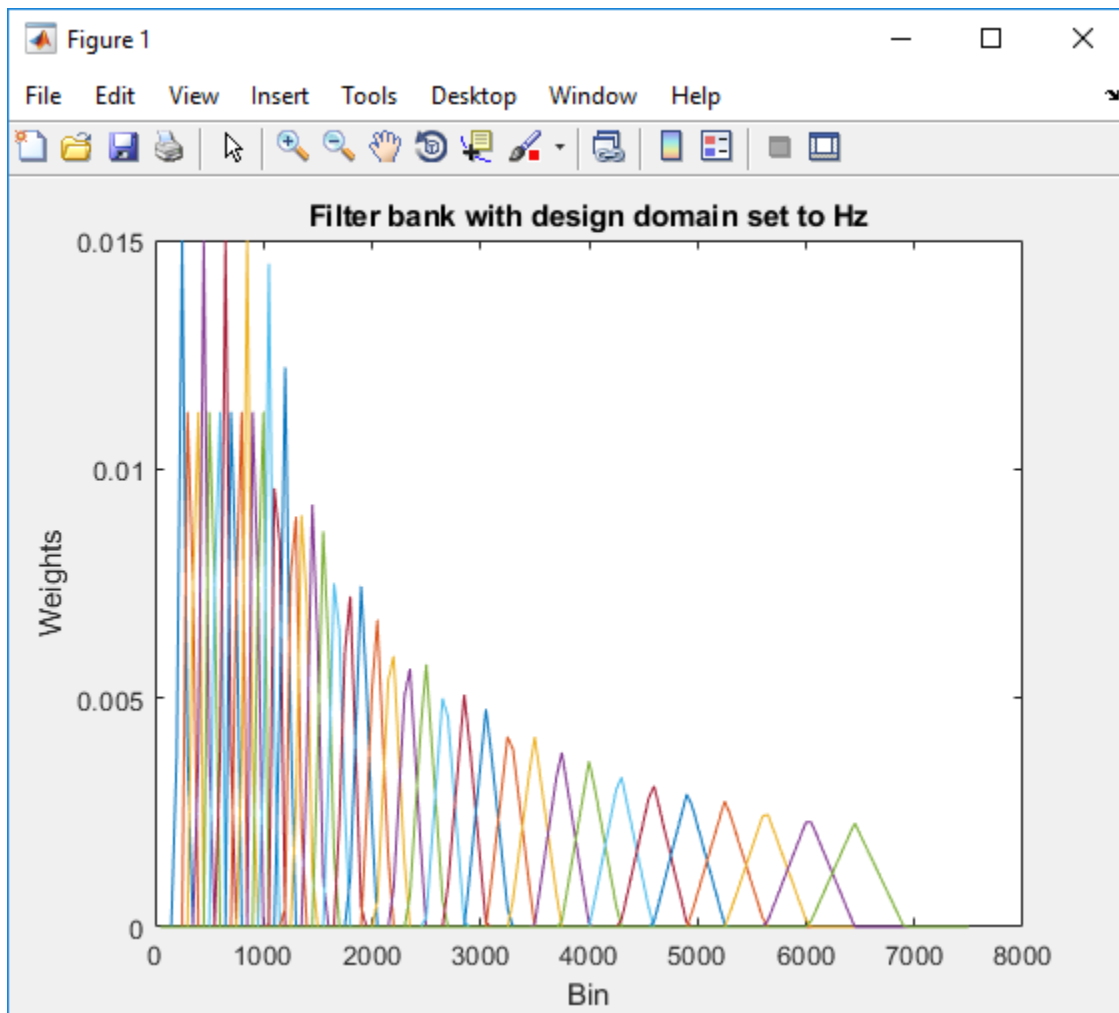 Figure 1
File Edit View Insert Tools Desktop Window Help
Filter bank with design domain set to Hz
0.015
0.01
0.005
0
Weights
0 1000 2000 3000 4000 5000 6000 7000 8000
Bin